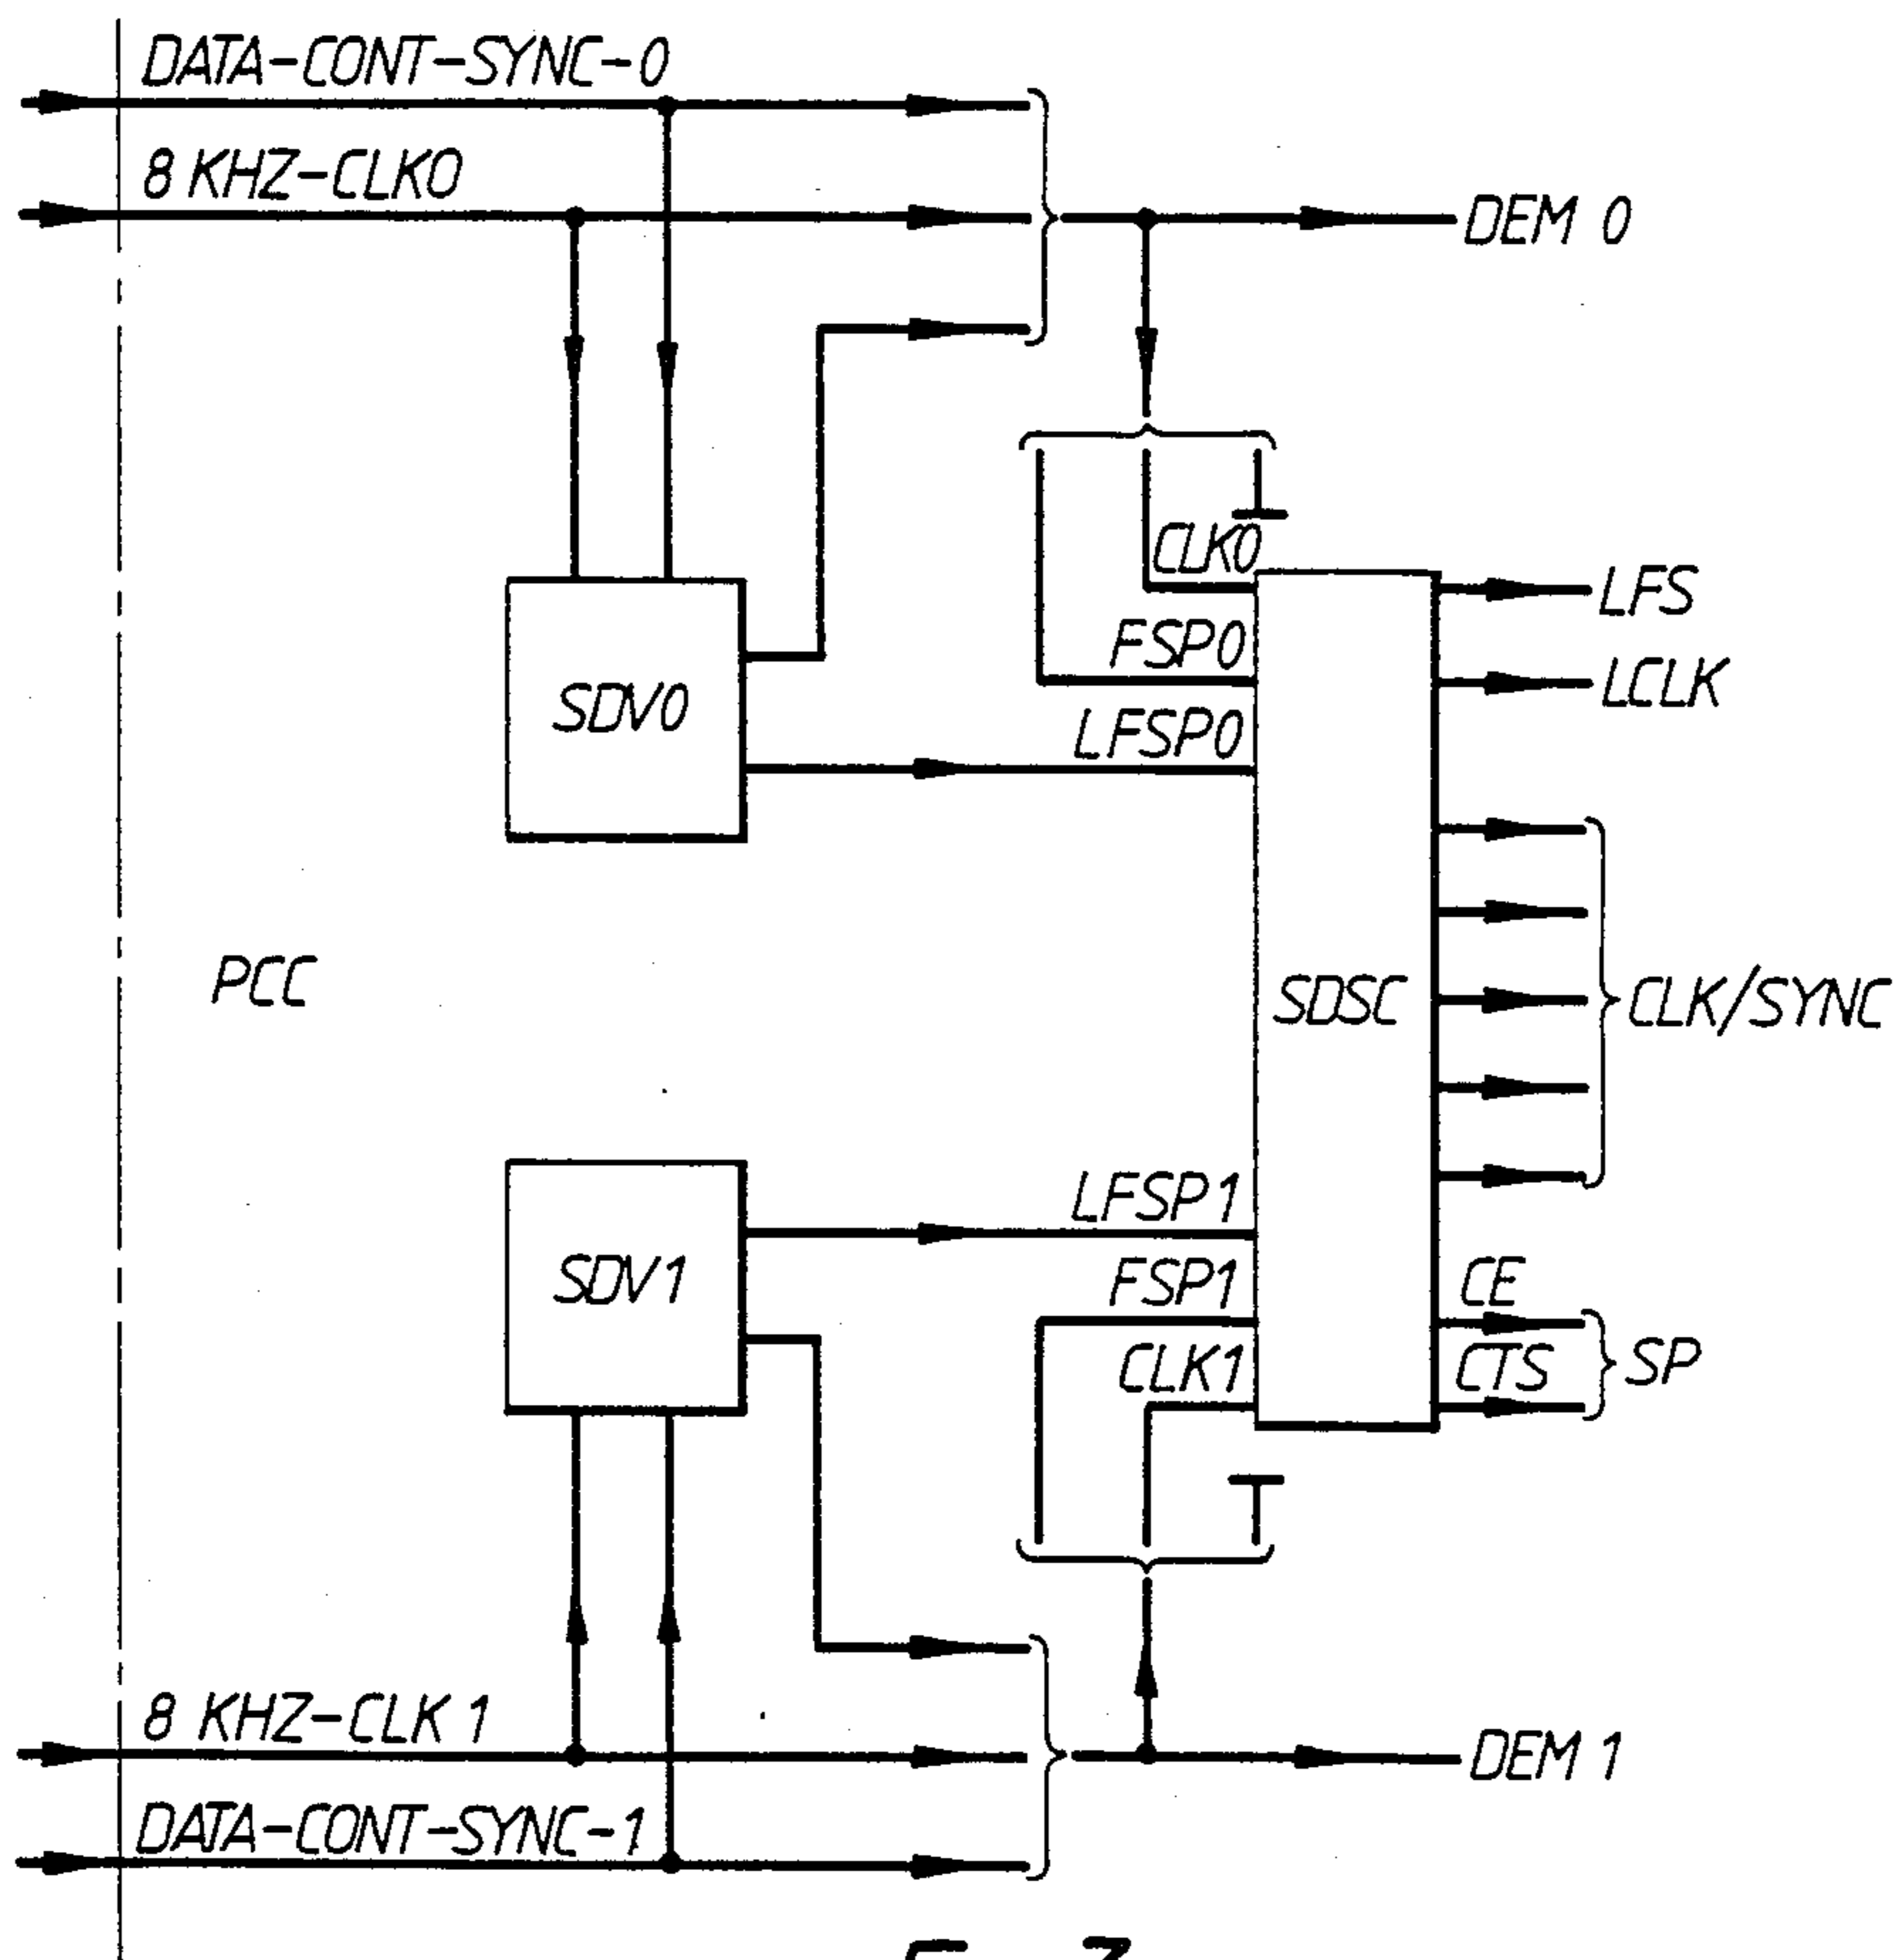 DATA-CONT-SYNC-0
8 KHZ-CLK0
DEM 0
CLK0
FSP0
LFSP0
SDV0
LFS
LCLK
PCC
SDSC
CLK/SYNC
LFSP1
FSP1
CLK1
SDV1
CE
CTS
SP
8 KHZ-CLK 1
DEM 1
DATA-CONT-SYNC-1